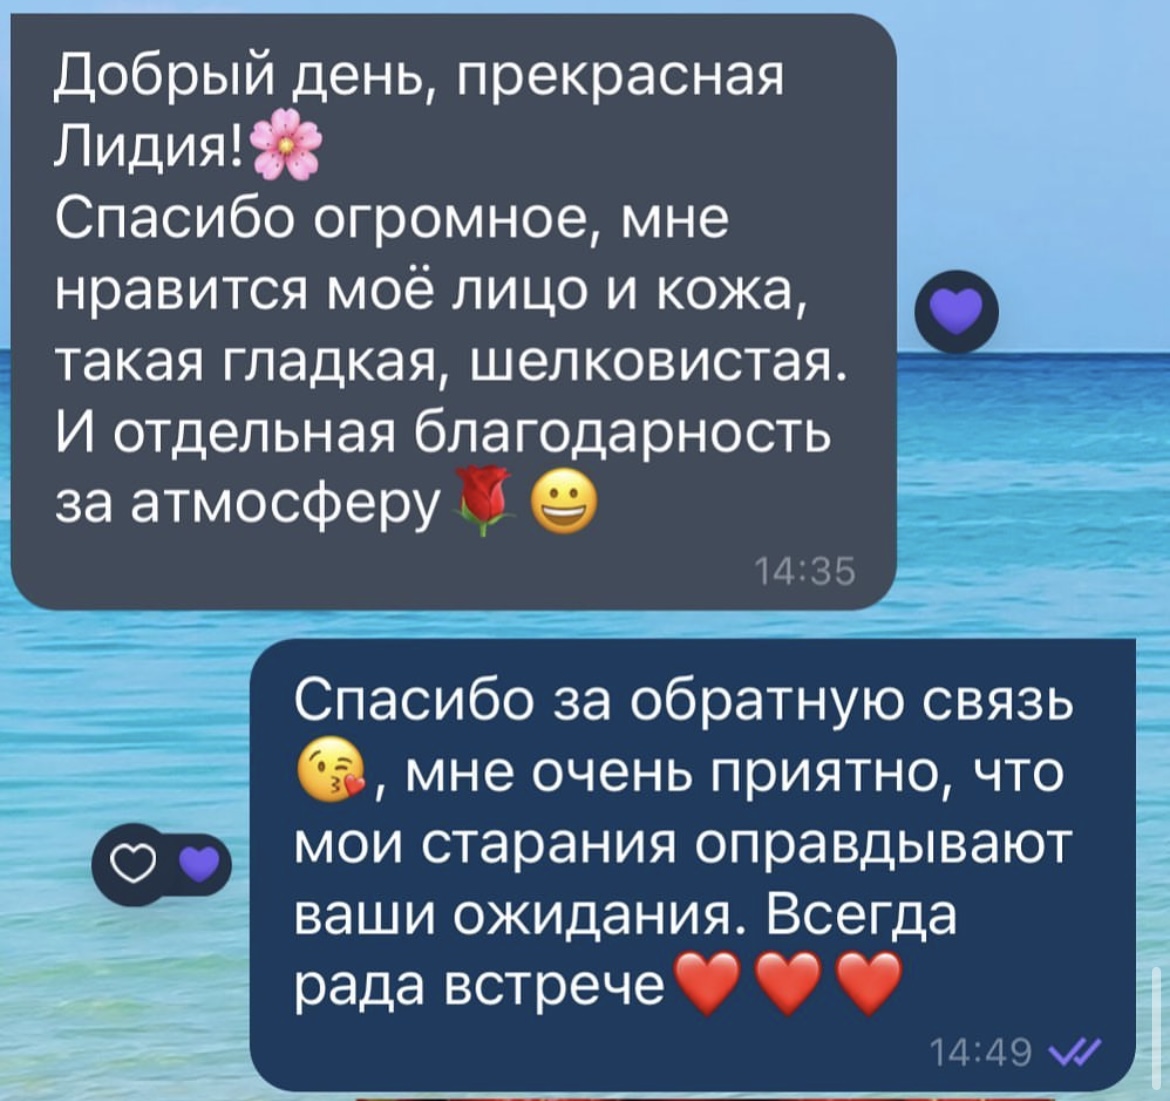 Добрый день, прекрасная
Лидия!🌸
Спасибо огромное, мне
нравится моё лицо и кожа,
такая гладкая, шелковистая.
И отдельная благодарность
за атмосферу🌹😀
14:35
Спасибо за обратную связь
😘, мне очень приятно, что
мои старания оправдывают
ваши ожидания. Всегда
рада встрече❤️❤️❤️
14:49